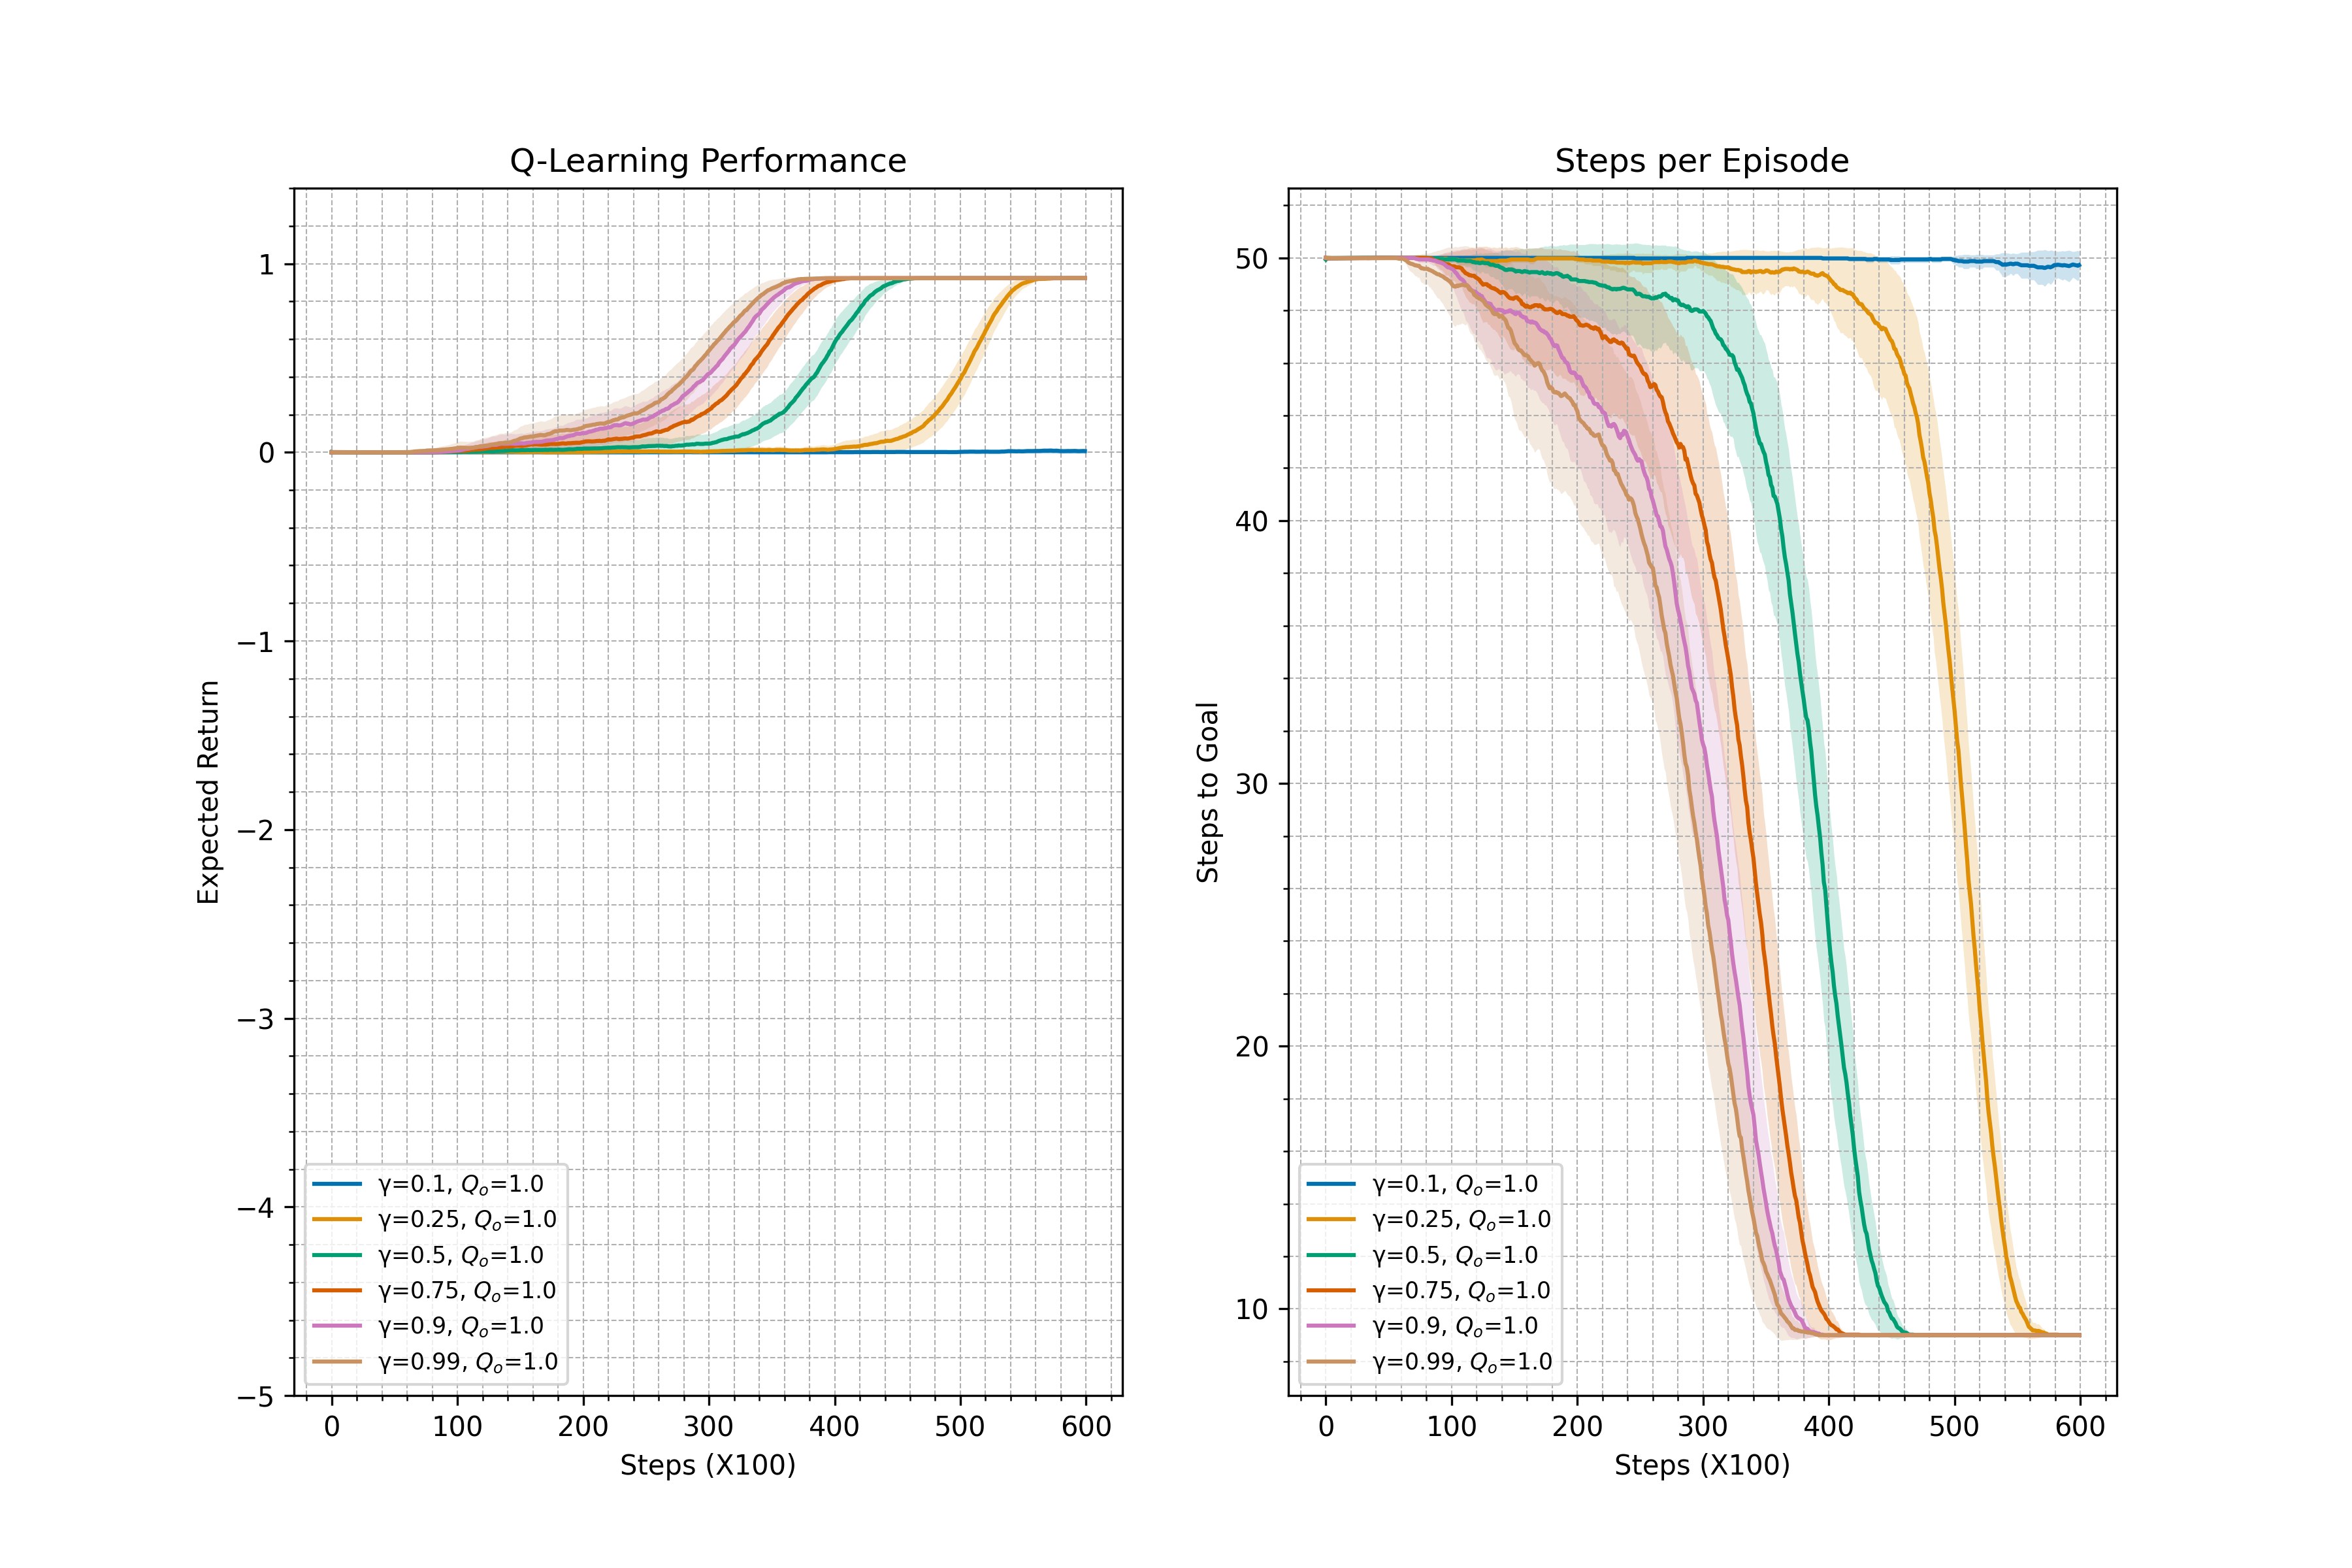 Q-Learning Performance
Expected Return
1
0
−1
−2
−3
−4
−5
0 100 200 300 400 500 600
Steps (X100)
γ=0.1, Qₒ=1.0
γ=0.25, Qₒ=1.0
γ=0.5, Qₒ=1.0
γ=0.75, Qₒ=1.0
γ=0.9, Qₒ=1.0
γ=0.99, Qₒ=1.0
Steps per Episode
Steps to Goal
50
40
30
20
10
0 100 200 300 400 500 600
Steps (X100)
γ=0.1, Qₒ=1.0
γ=0.25, Qₒ=1.0
γ=0.5, Qₒ=1.0
γ=0.75, Qₒ=1.0
γ=0.9, Qₒ=1.0
γ=0.99, Qₒ=1.0